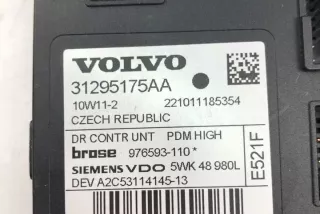 VOLVO
31295175AA
10W11-2 221011185354
CZECH REPUBLIC
DR CONTR UNT PDM HIGH
brose 976593-110*
SIEMENS VDO 5WK 48 980L
DEV A2C53114145-13
E521F